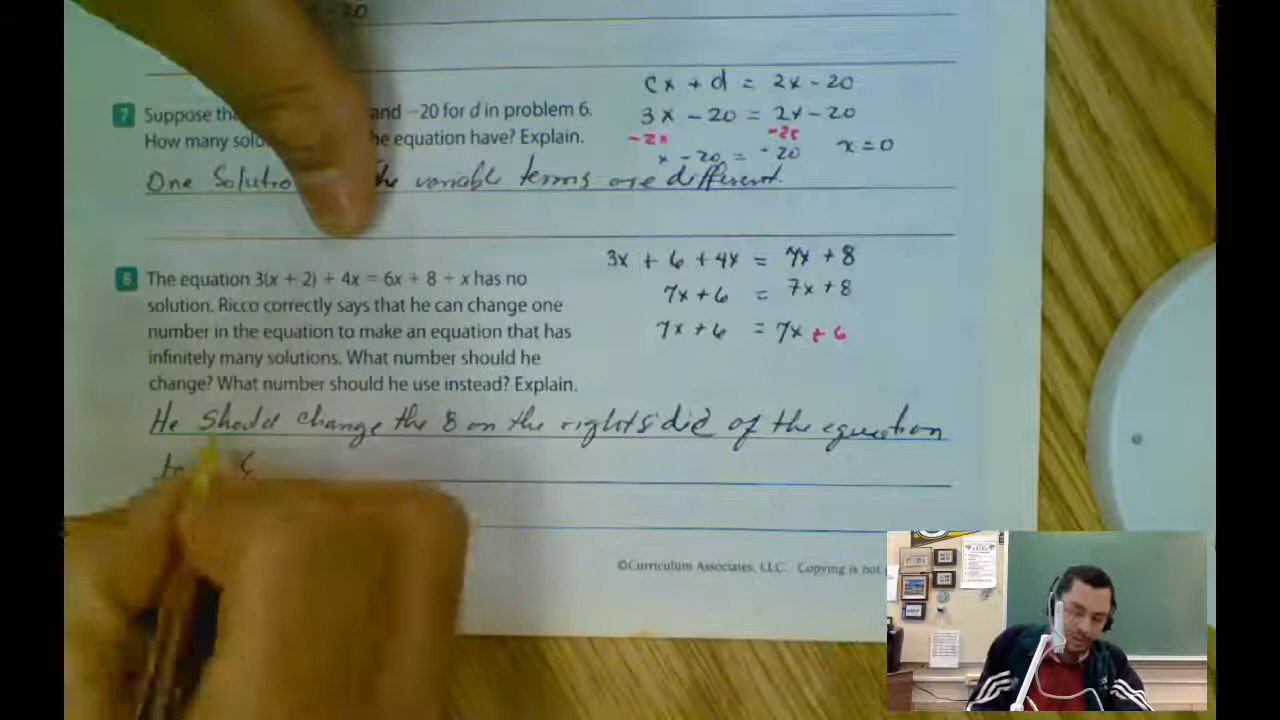 -20
cx + d = 2x - 20
7 Suppose and −20 for d in problem 6.
3x - 20 = 2x - 20
How many he equation have? Explain.
-2x
x - 20 = -20 x = 0
One Solutio variable terms are different.
3x + 6 + 4x = 7x + 8
8 The equation 3(x + 2) + 4x = 6x + 8 + x has no
7x + 6 = 7x + 8
solution. Ricco correctly says that he can change one
number in the equation to make an equation that has
7x + 6 = 7x + 6
infinitely many solutions. What number should he
change? What number should he use instead? Explain.
He should change the 8 on the right side of the equation
©Curriculum Associates, LLC. Copying is not